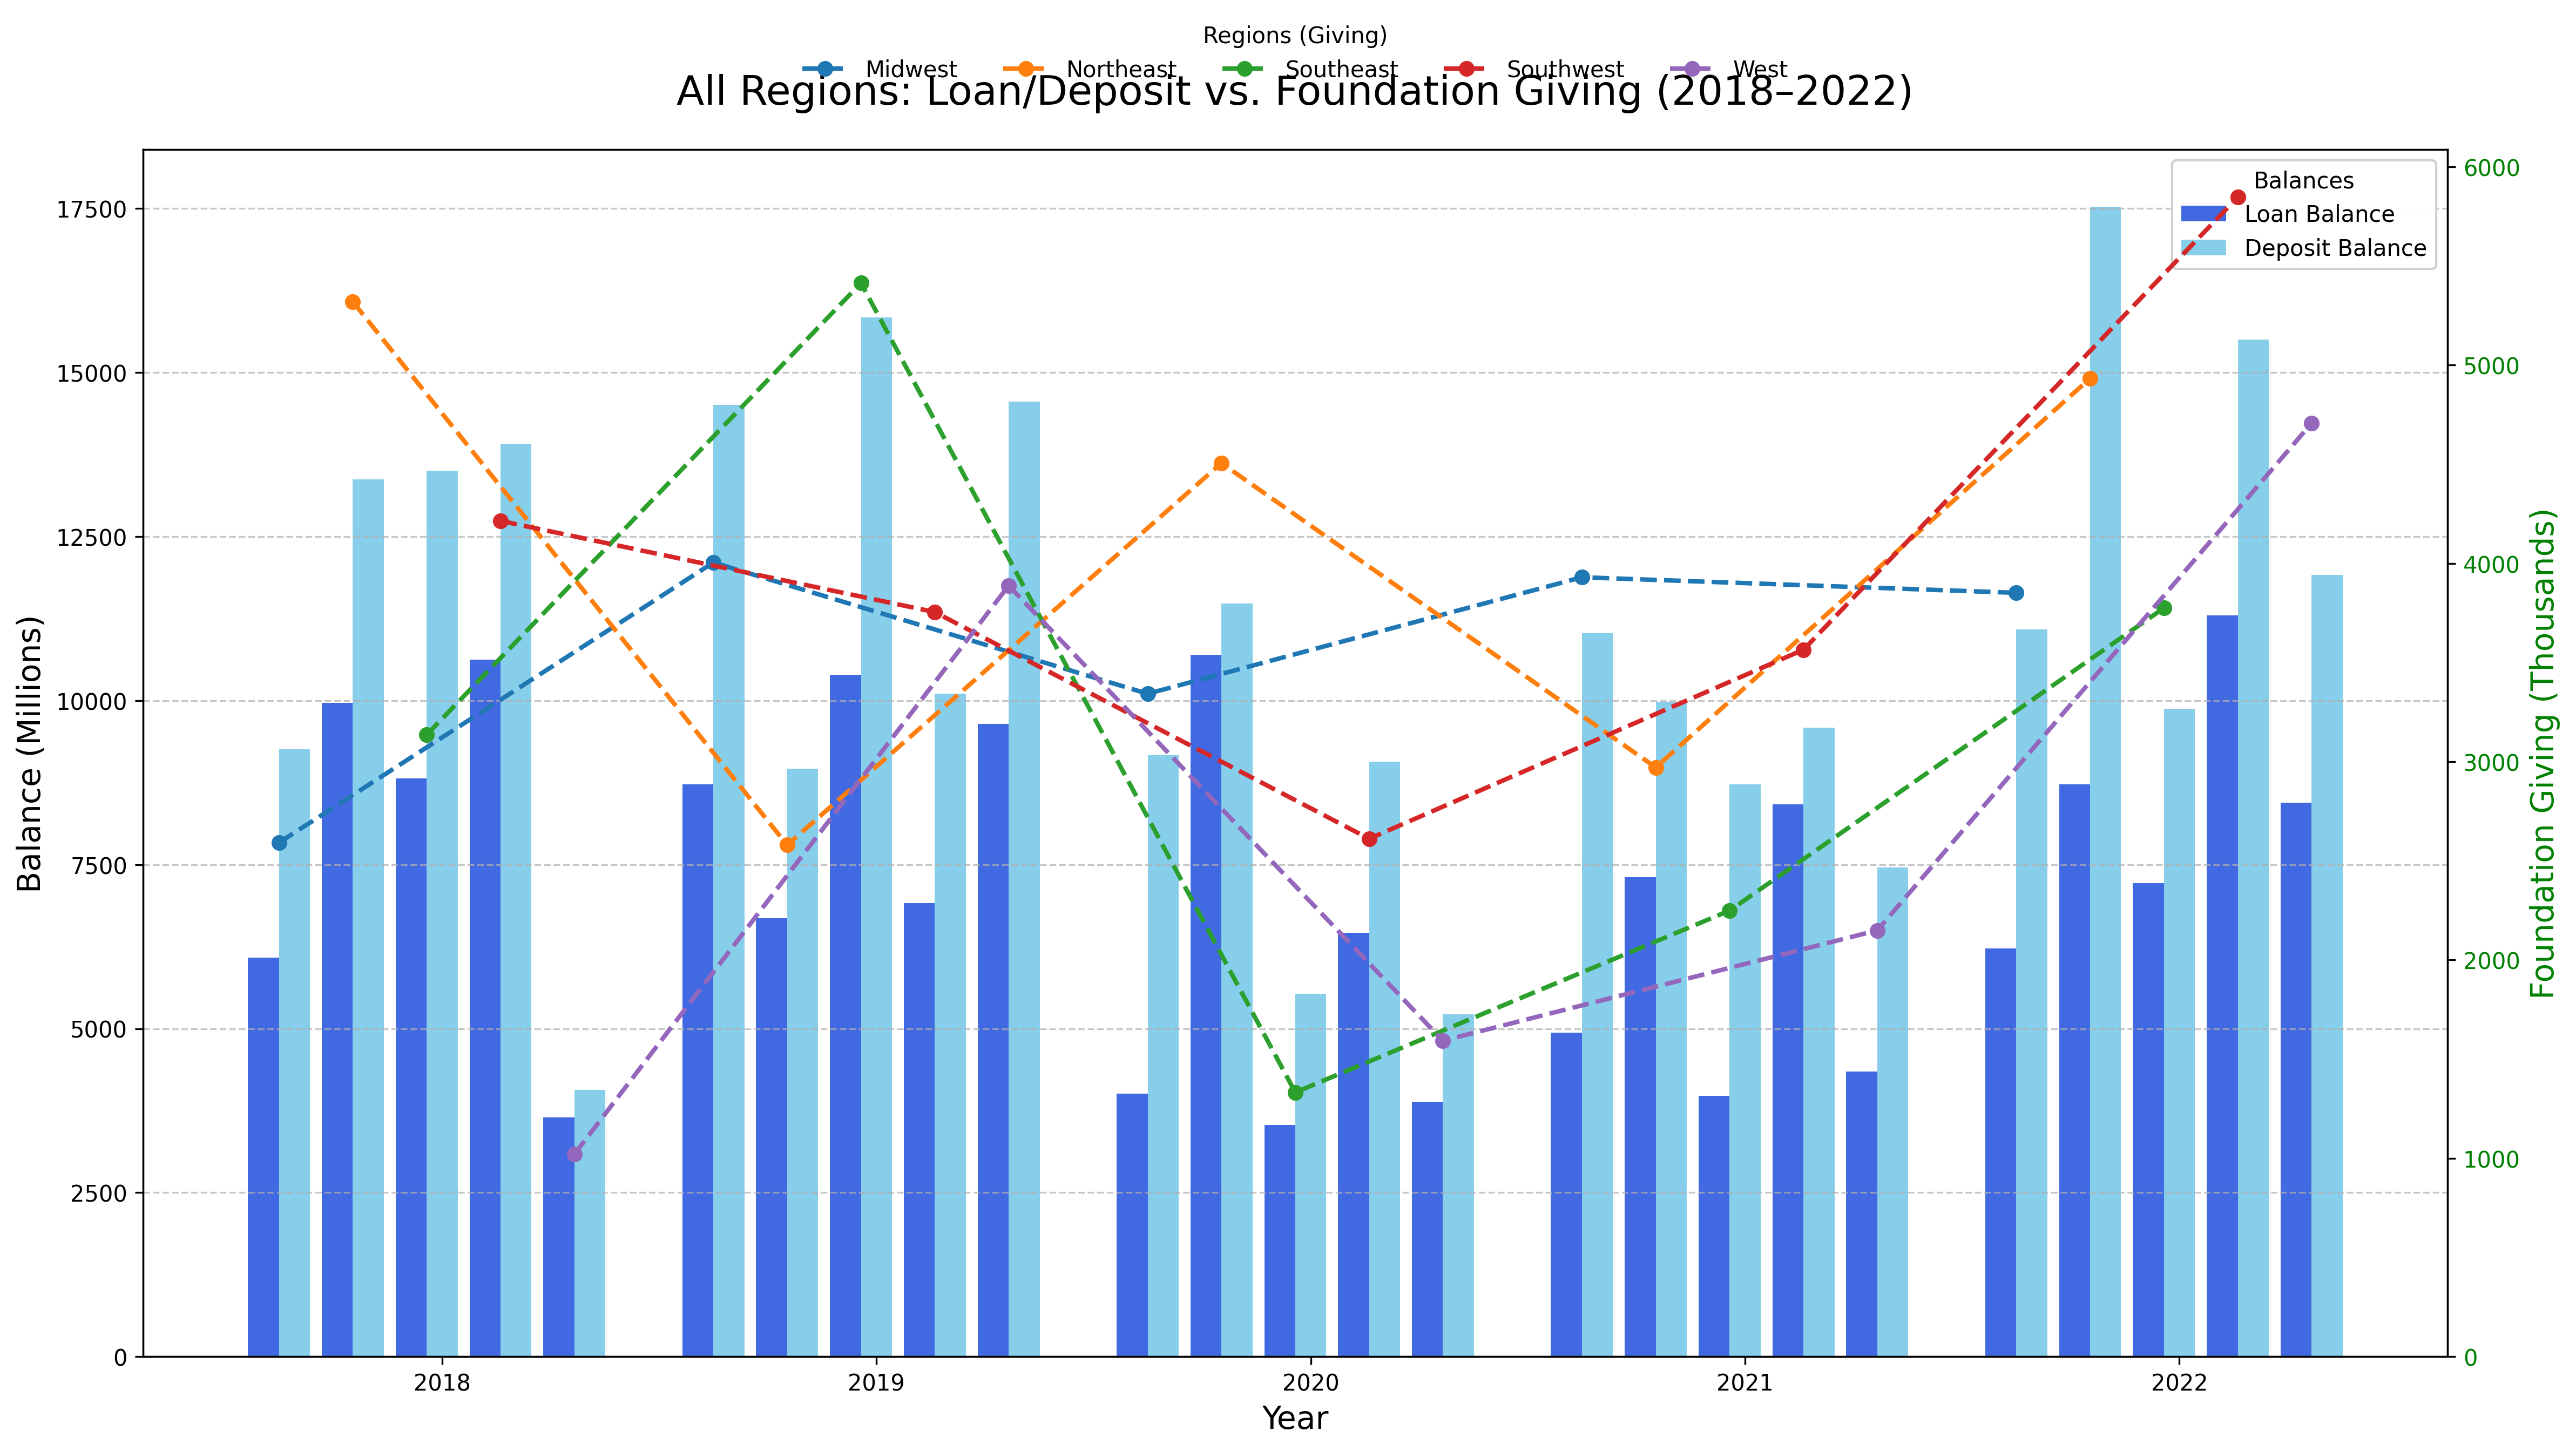 Regions (Giving)
Midwest Northeast Southeast Southwest West
All Regions: Loan/Deposit vs. Foundation Giving (2018–2022)
Balances
Loan Balance
Deposit Balance
Balance (Millions)
17500
15000
12500
10000
7500
5000
2500
0
6000
5000
4000
3000
2000
1000
0
Foundation Giving (Thousands)
2018 2019 2020 2021 2022
Year